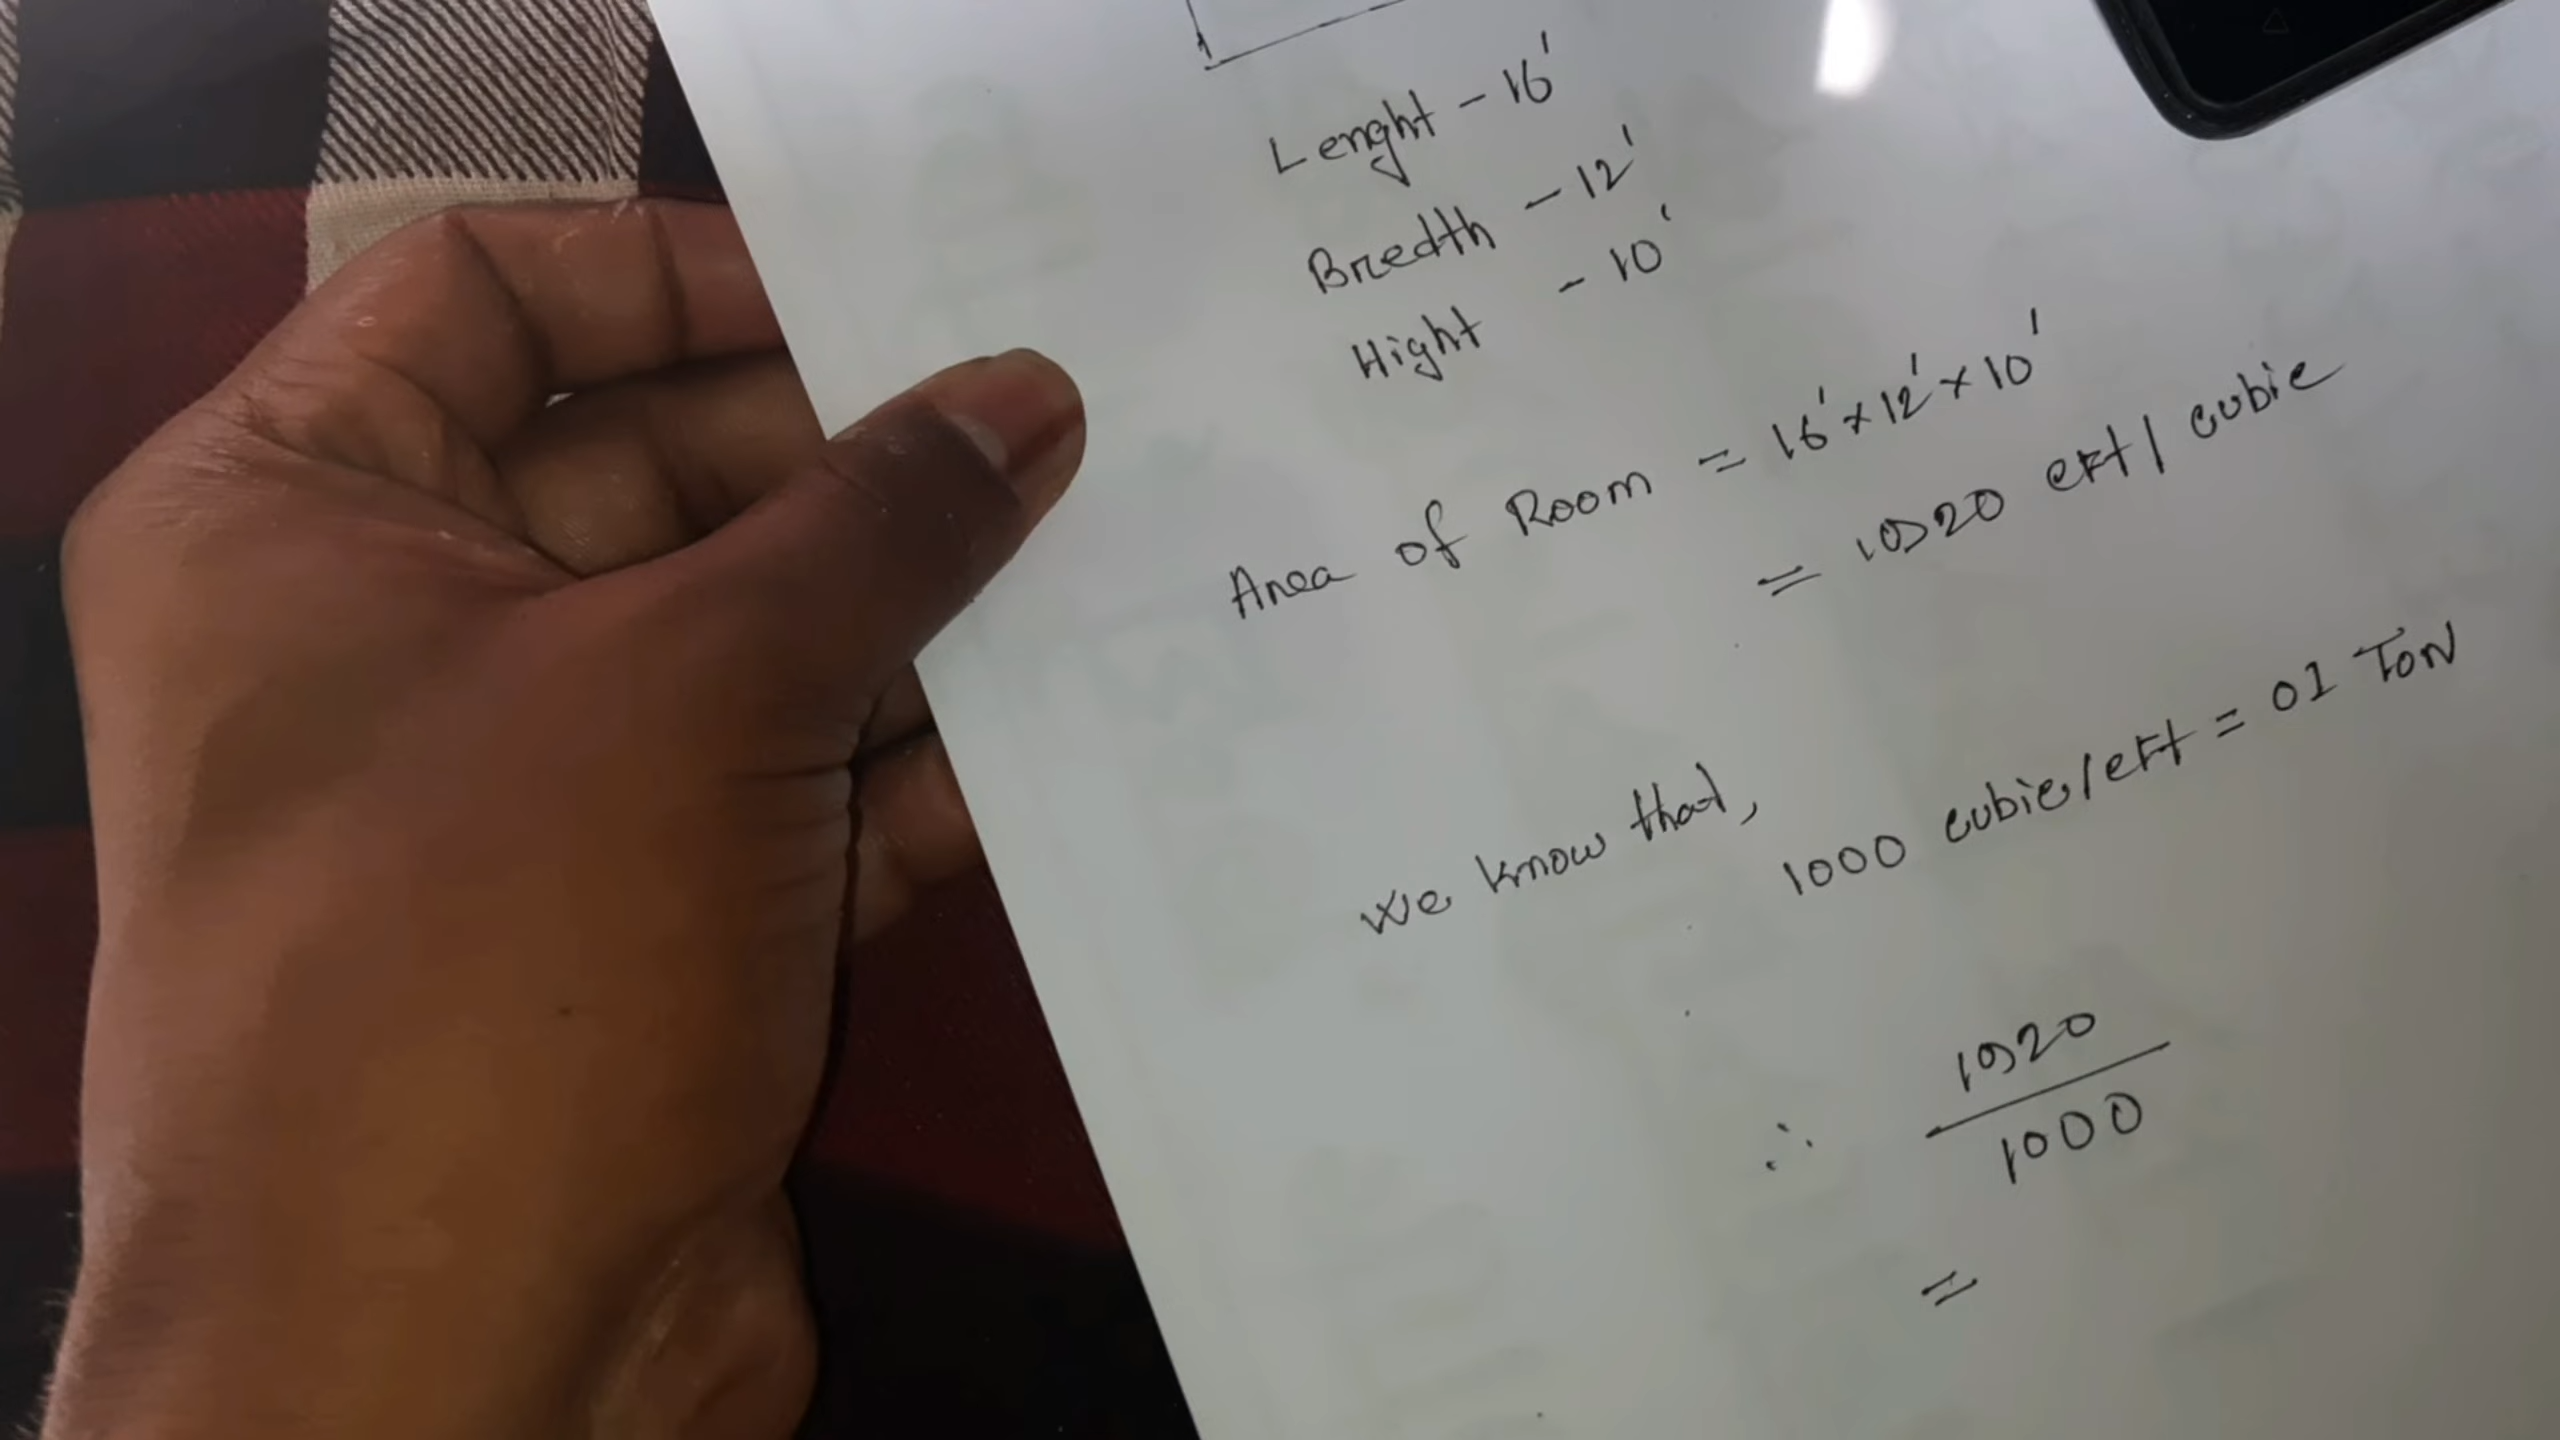 Lenght - 16'
Bredth - 12'
Hight - 10'
Area of Room = 16' x 12' x 10'
= 1920 cft / cubic
We know that,
1000 cubic/cft = 01 TON
∴ 1920
1000
=